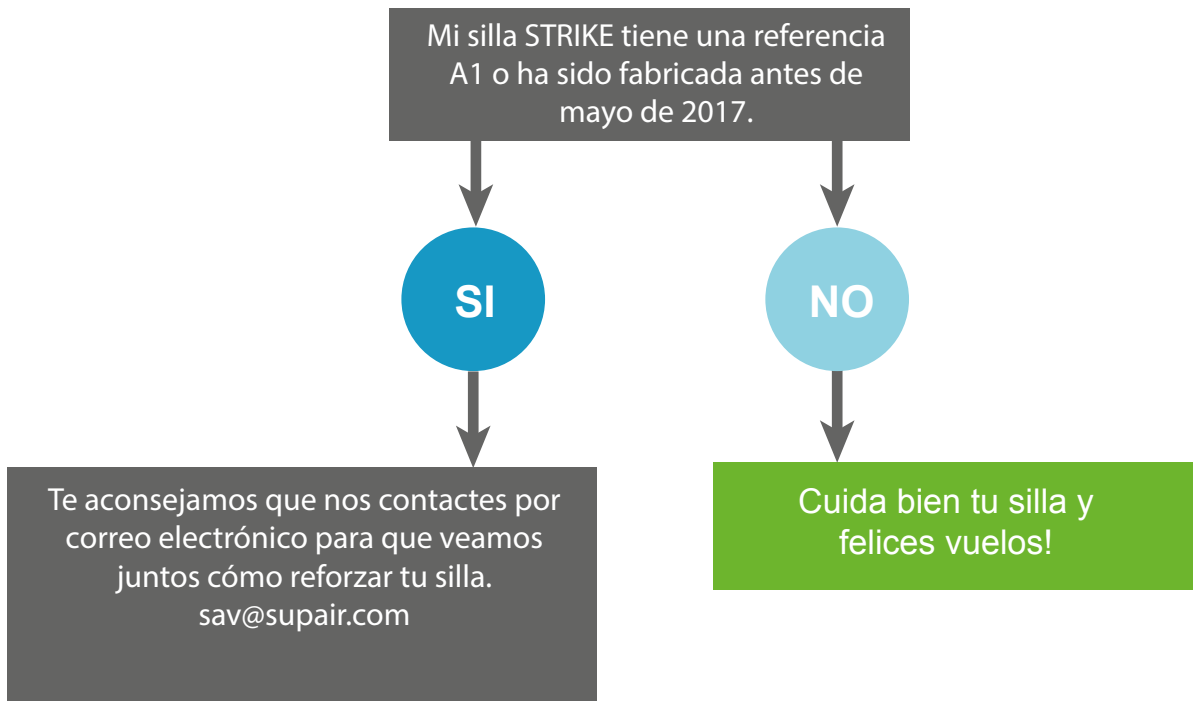 Mi silla STRIKE tiene una referencia
A1 o ha sido fabricada antes de
mayo de 2017.
SI
NO
Te aconsejamos que nos contactes por
correo electrónico para que veamos
juntos cómo reforzar tu silla.
sav@supair.com
Cuida bien tu silla y
felices vuelos!